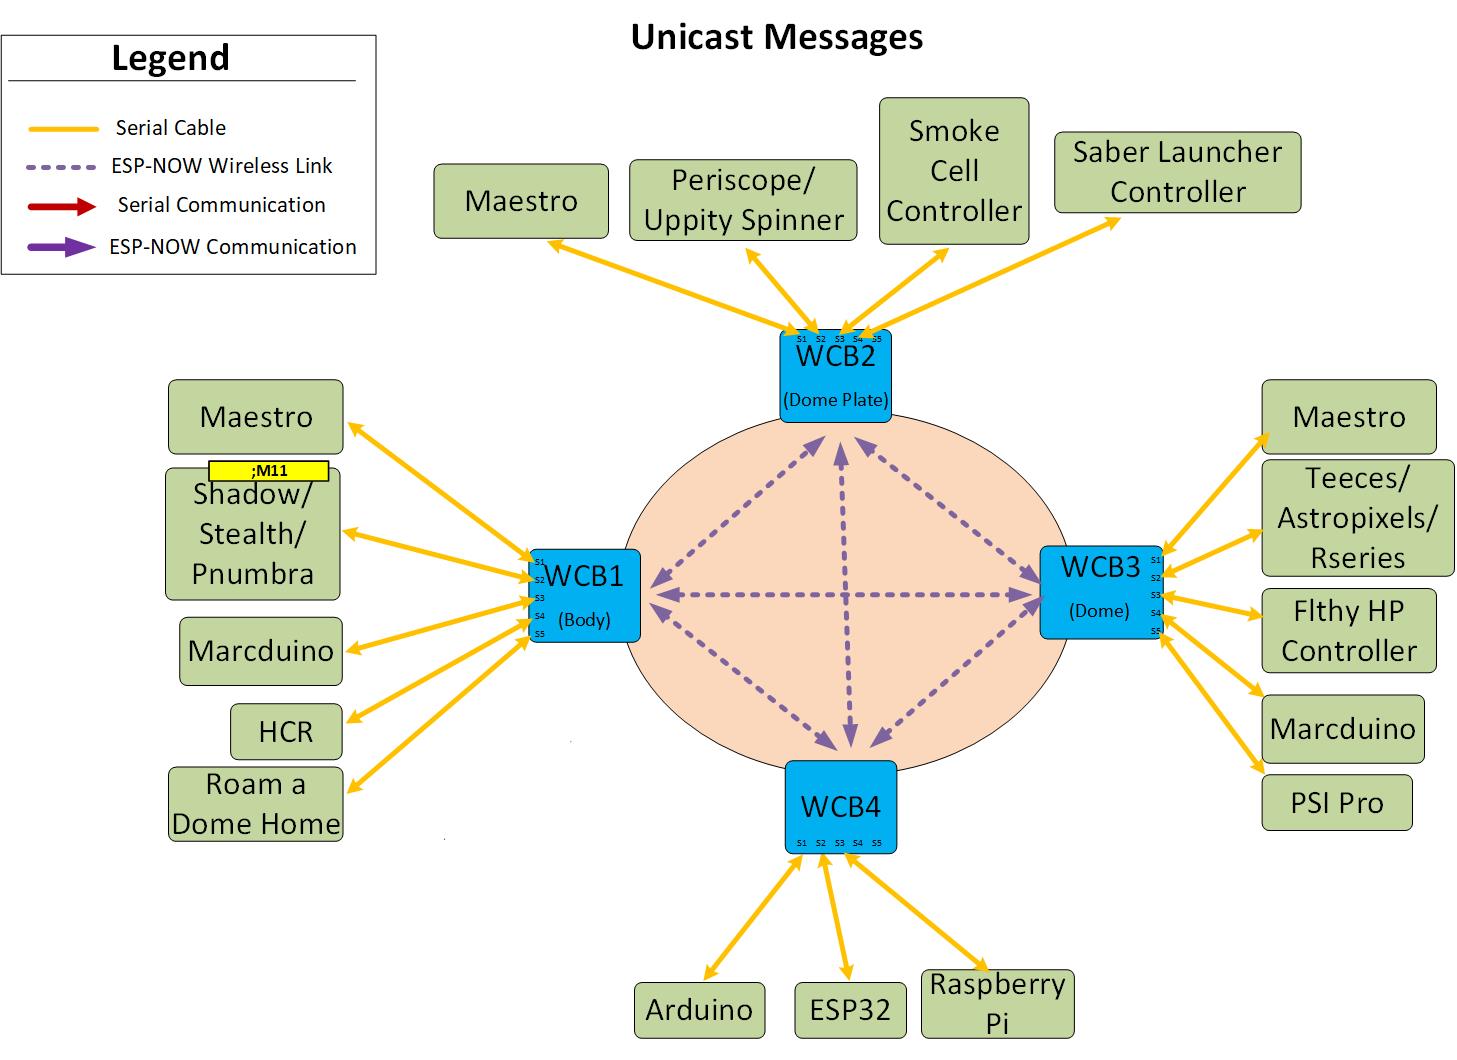 Unicast Messages
Legend
Serial Cable
ESP-NOW Wireless Link
Serial Communication
ESP-NOW Communication
Maestro
Periscope/
Uppity Spinner
Smoke
Cell
Controller
Saber Launcher
Controller
S1 S2 S3 S4 S5
WCB2
(Dome Plate)
Maestro
;M11
Shadow/
Stealth/
Pnumbra
Marcduino
HCR
Roam a
Dome Home
S1
S2
S3
S4
S5
WCB1
(Body)
WCB3
(Dome)
S1
S2
S3
S4
S5
Maestro
Teeces/
Astropixels/
Rseries
Flthy HP
Controller
Marcduino
PSI Pro
WCB4
S1 S2 S3 S4 S5
Arduino
ESP32
Raspberry
Pi